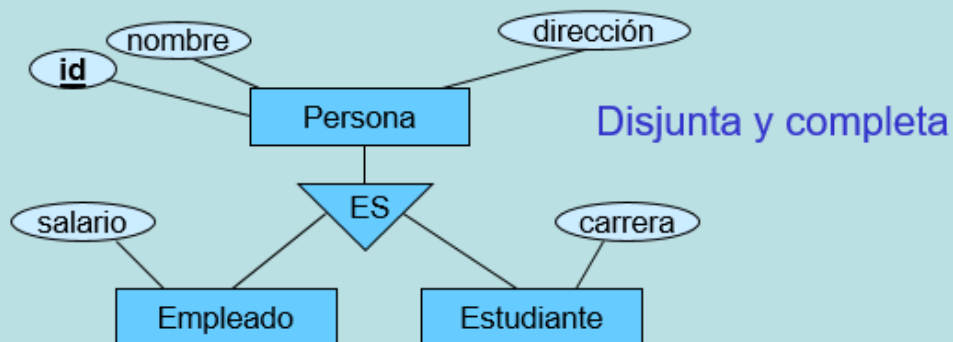 nombre
dirección
id
Persona
Disjunta y completa
ES
salario
carrera
Empleado
Estudiante